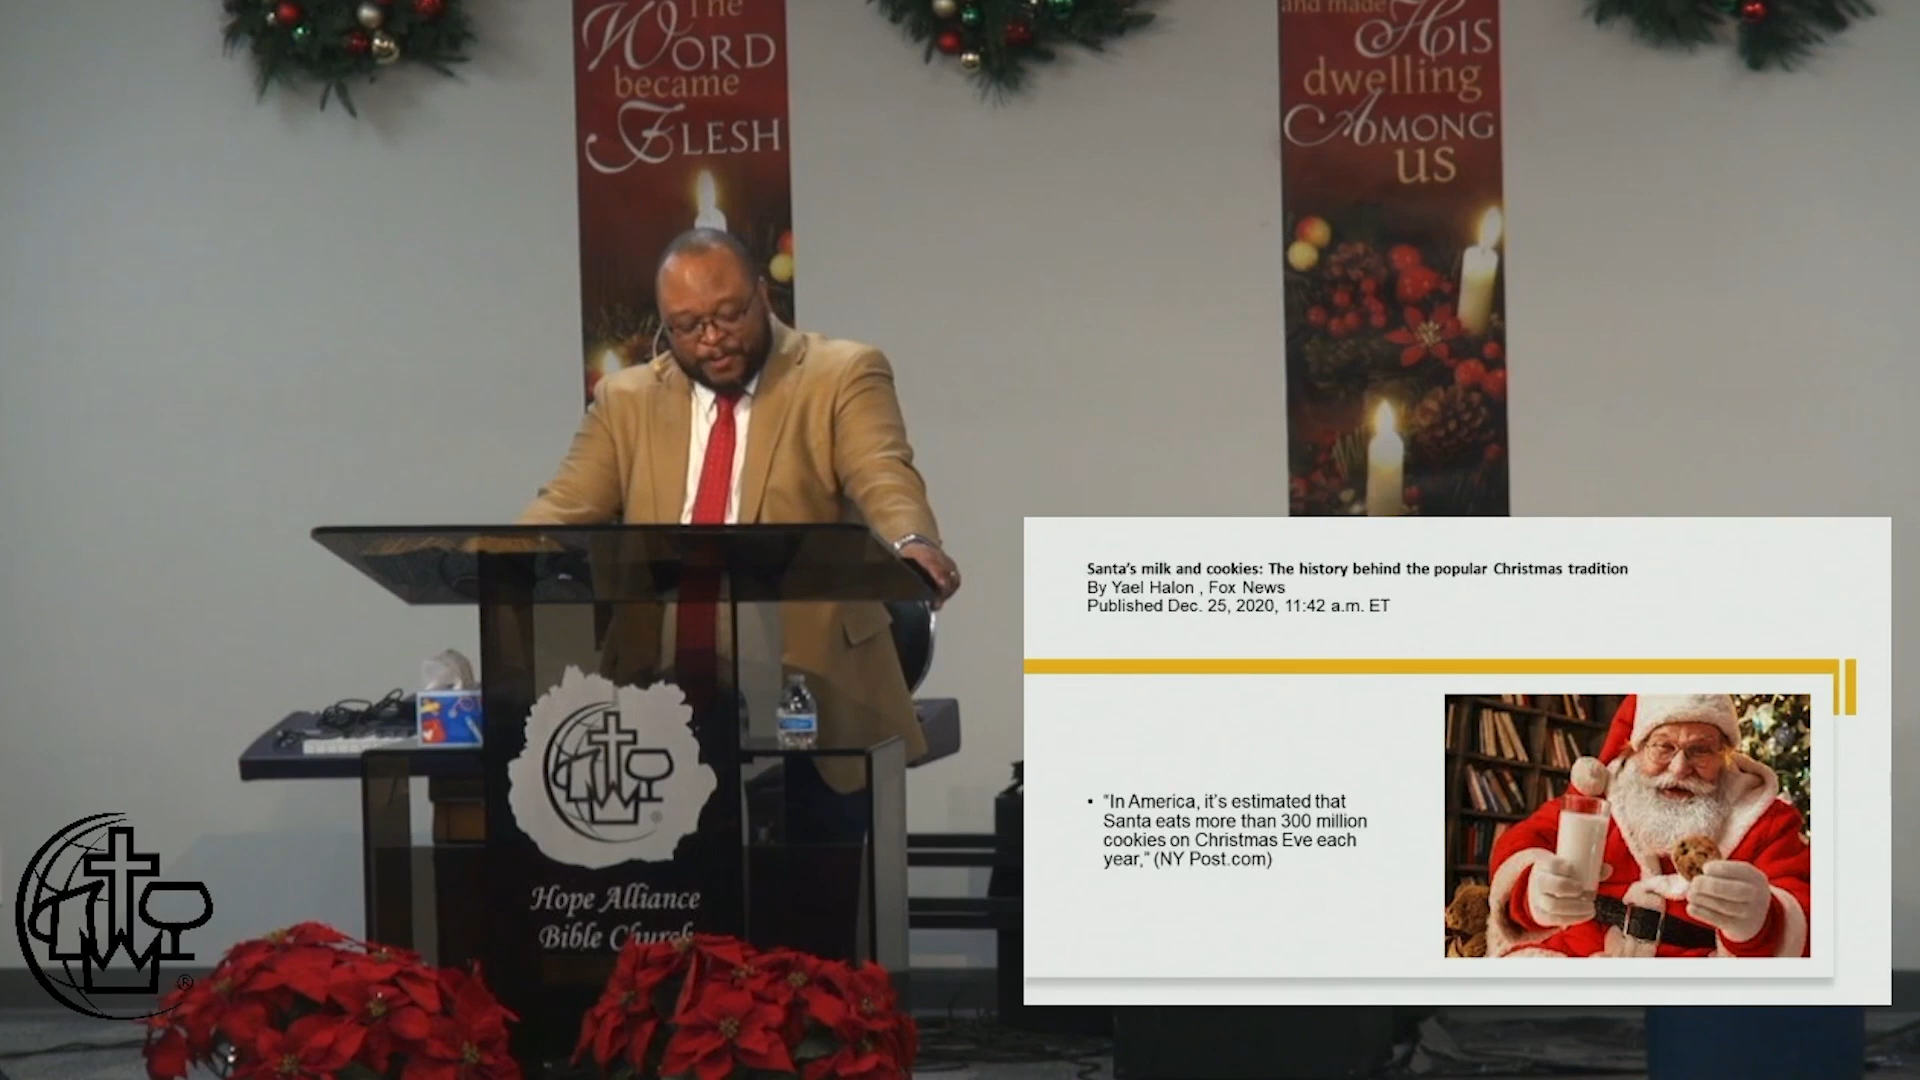 The
WORD
became
FLESH
and made
HIS
dwelling
AMONG
us
Santa's milk and cookies: The history behind the popular Christmas tradition
By Yael Halon , Fox News
Published Dec. 25, 2020, 11:42 a.m. ET
▪ “In America, it's estimated that
Santa eats more than 300 million
cookies on Christmas Eve each
year,” (NY Post.com)
Hope Alliance
Bible Church
®
®